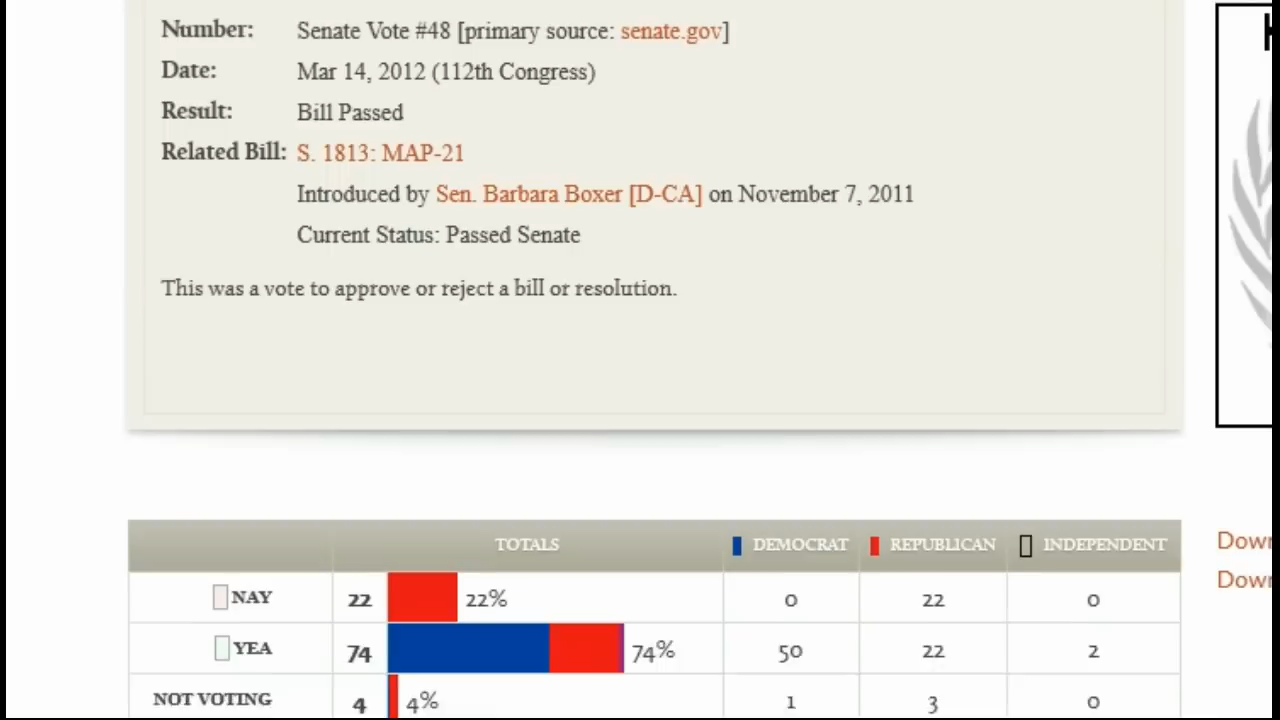 Number: Senate Vote #48 [primary source: senate.gov]
Date: Mar 14, 2012 (112th Congress)
Result: Bill Passed
Related Bill: S. 1813: MAP-21
Introduced by Sen. Barbara Boxer [D-CA] on November 7, 2011
Current Status: Passed Senate
This was a vote to approve or reject a bill or resolution.
TOTALS DEMOCRAT REPUBLICAN INDEPENDENT
NAY 22 22% 0 22 0
YEA 74 74% 50 22 2
NOT VOTING 4 4% 1 3 0